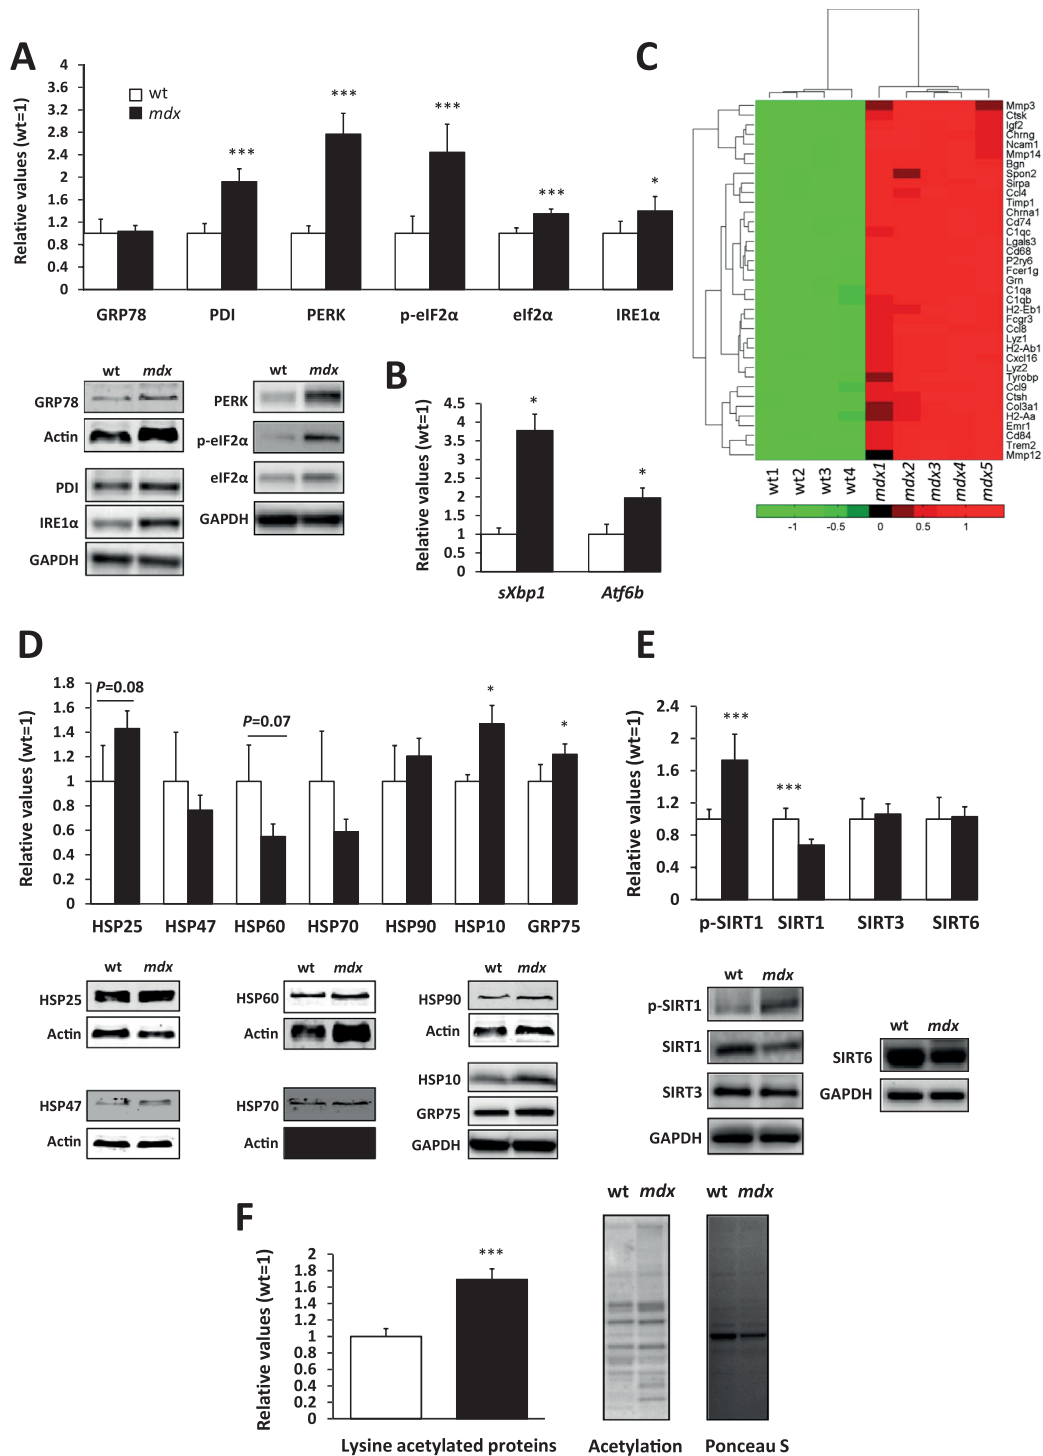 A
Relative values (wt=1)
4
3.6
3.2
2.8
2.4
2
1.6
1.2
0.8
0.4
0
wt
mdx
***
***
***
***
*
GRP78 PDI PERK p-eIF2α eIf2α IRE1α
wt mdx
GRP78
Actin
PDI
IRE1α
GAPDH
wt mdx
PERK
p-eIF2α
eIF2α
GAPDH
B
Relative values (wt=1)
4.5
4
3.5
3
2.5
2
1.5
1
0.5
0
*
*
sXbp1 Atf6b
C
Mmp3
Ctsk
Igf2
Chrng
Ncam1
Mmp14
Bgn
Spon2
Sirpa
Ccl4
Timp1
Chrna1
Cd74
C1qc
Lgals3
Cd68
P2ry6
Fcer1g
Grn
C1qa
C1qb
H2-Eb1
Fcgr3
Ccl8
Lyz1
H2-Ab1
Cxcl16
Lyz2
Tyrobp
Ccl9
Ctsh
Col3a1
H2-Aa
Emr1
Cd84
Trem2
Mmp12
wt1 wt2 wt3 wt4 mdx1 mdx2 mdx3 mdx4 mdx5
-1 -0.5 0 0.5 1
D
Relative values (wt=1)
1.8
1.6
1.4
1.2
1
0.8
0.6
0.4
0.2
0
P=0.08
P=0.07
*
*
HSP25 HSP47 HSP60 HSP70 HSP90 HSP10 GRP75
wt mdx
HSP25
Actin
HSP47
Actin
wt mdx
HSP60
Actin
HSP70
Actin
wt mdx
HSP90
Actin
HSP10
GRP75
GAPDH
E
Relative values (wt=1)
2.4
2
1.6
1.2
0.8
0.4
0
***
***
p-SIRT1 SIRT1 SIRT3 SIRT6
wt mdx
p-SIRT1
SIRT1
SIRT3
GAPDH
wt mdx
SIRT6
GAPDH
F
Relative values (wt=1)
2
1.8
1.6
1.4
1.2
1
0.8
0.6
0.4
0.2
0
***
Lysine acetylated proteins
wt mdx
Acetylation
wt mdx
Ponceau S